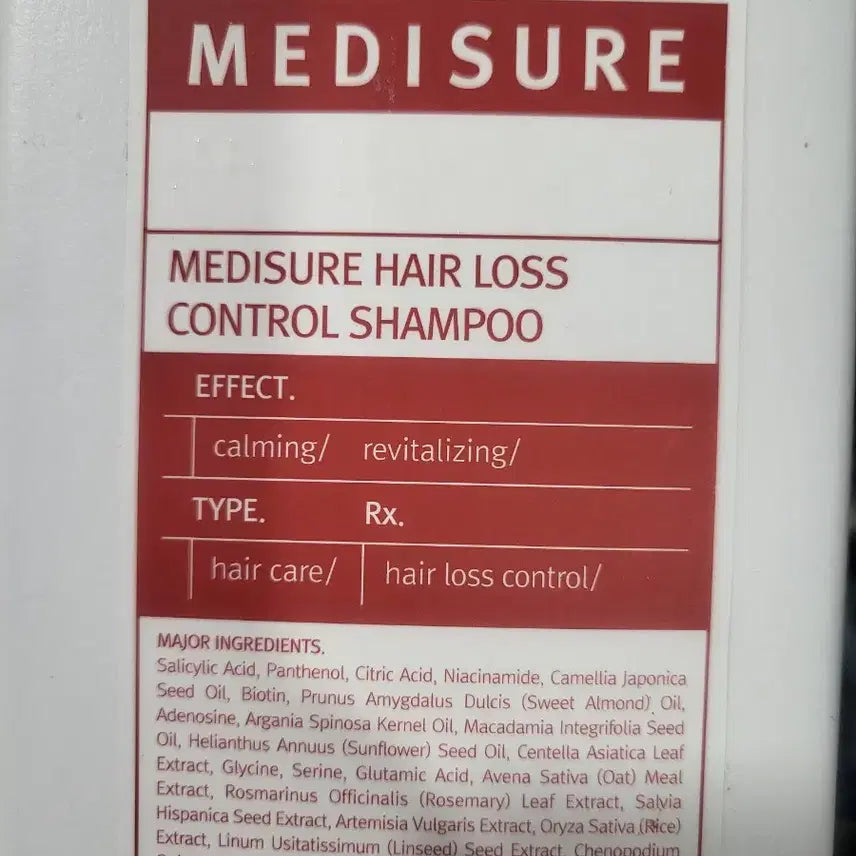 MEDISURE
MEDISURE HAIR LOSS
CONTROL SHAMPOO
EFFECT.
calming/ revitalizing/
TYPE. Rx.
hair care/ hair loss control/
MAJOR INGREDIENTS.
Salicylic Acid, Panthenol, Citric Acid, Niacinamide, Camellia Japonica
Seed Oil, Biotin, Prunus Amygdalus Dulcis (Sweet Almond) Oil,
Adenosine, Argania Spinosa Kernel Oil, Macadamia Integrifolia Seed
Oil, Helianthus Annuus (Sunflower) Seed Oil, Centella Asiatica Leaf
Extract, Glycine, Serine, Glutamic Acid, Avena Sativa (Oat) Meal
Extract, Rosmarinus Officinalis (Rosemary) Leaf Extract, Salvia
Hispanica Seed Extract, Artemisia Vulgaris Extract, Oryza Sativa (Rice)
Extract, Linum Usitatissimum (Linseed) Seed Extract, Chenopodium